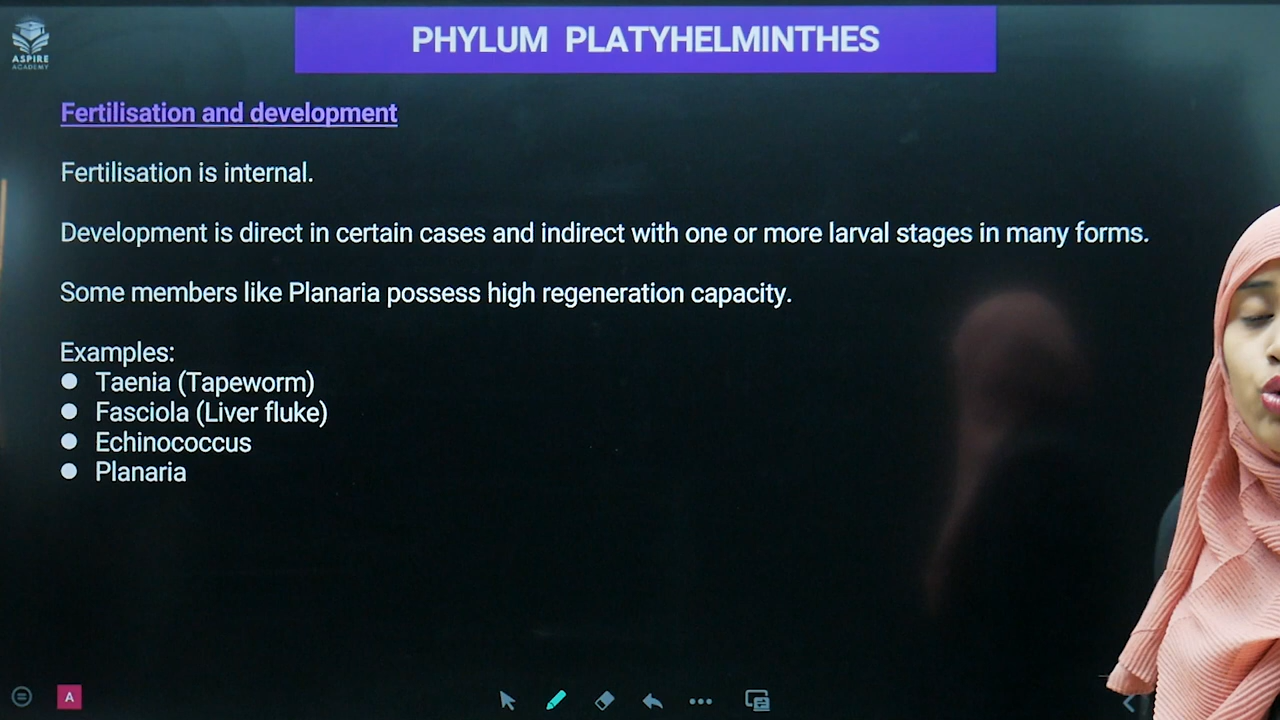 ASPIRE
ACADEMY
PHYLUM PLATYHELMINTHES
Fertilisation and development
Fertilisation is internal.
Development is direct in certain cases and indirect with one or more larval stages in many forms.
Some members like Planaria possess high regeneration capacity.
Examples:
● Taenia (Tapeworm)
● Fasciola (Liver fluke)
● Echinococcus
● Planaria
A